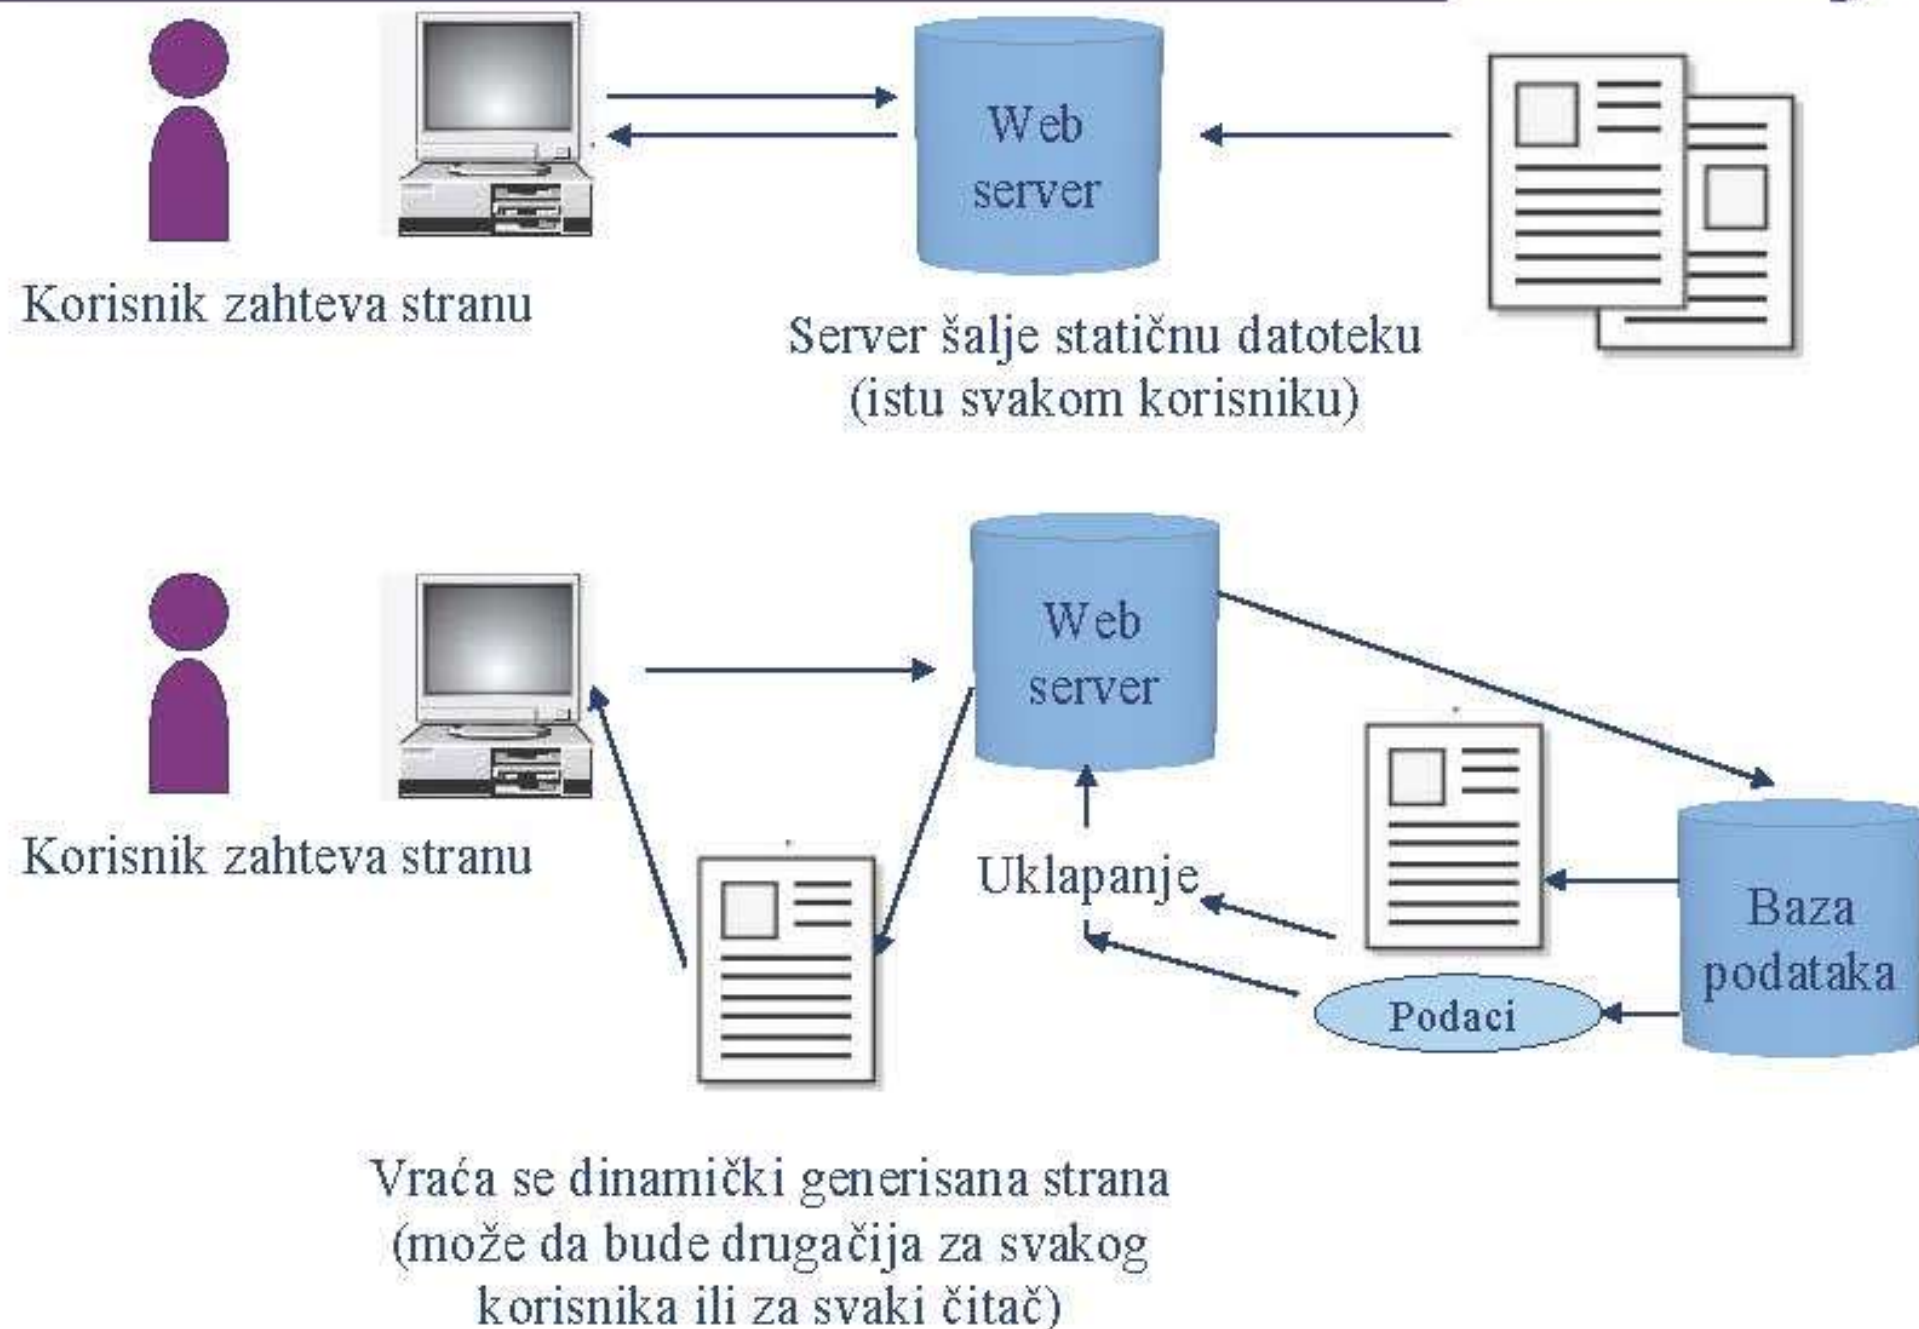 Web
server
Korisnik zahteva stranu
Server šalje statičnu datoteku
(istu svakom korisniku)
Web
server
Korisnik zahteva stranu
Uklapanje
Baza
podataka
Podaci
Vraća se dinamički generisana strana
(može da bude drugačija za svakog
korisnika ili za svaki čitač)